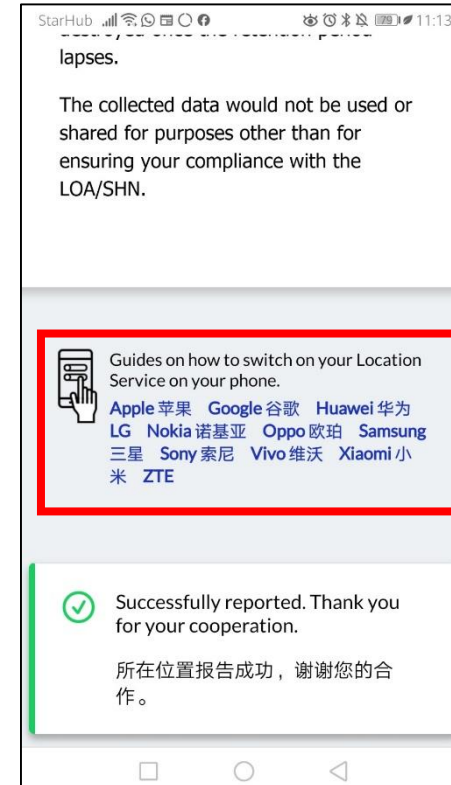 StarHub 79 11:13
retention period
lapses.
The collected data would not be used or
shared for purposes other than for
ensuring your compliance with the
LOA/SHN.
Guides on how to switch on your Location
Service on your phone.
Apple 苹果 Google 谷歌 Huawei 华为
LG Nokia 诺基亚 Oppo 欧珀 Samsung
三星 Sony 索尼 Vivo 维沃 Xiaomi 小
米 ZTE
Successfully reported. Thank you
for your cooperation.
所在位置报告成功，谢谢您的合
作。